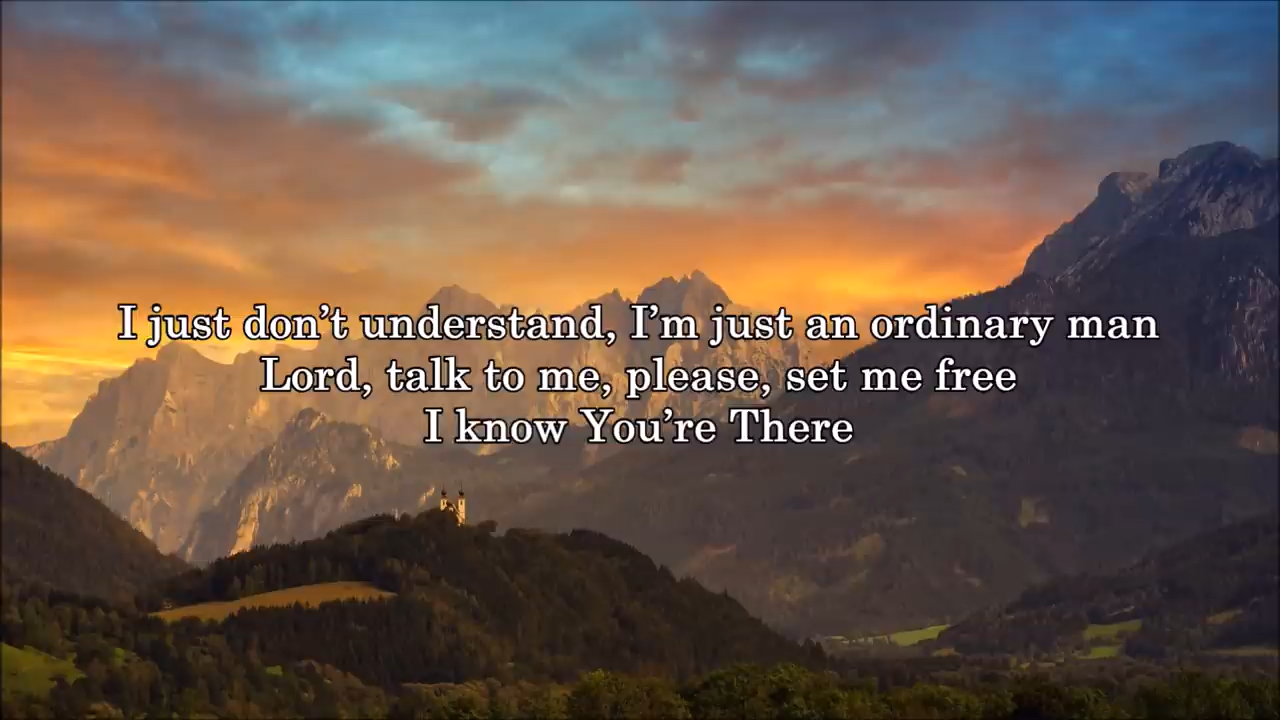 I just don’t understand, I’m just an ordinary man
Lord, talk to me, please, set me free
I know You’re There